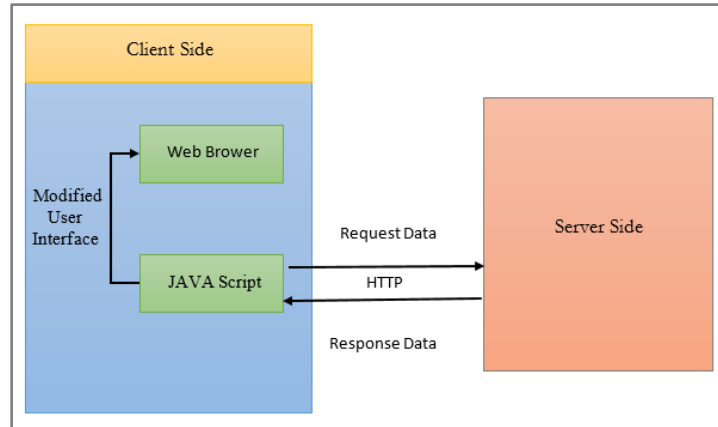 Client Side
Web Brower
Modified
User
Interface
JAVA Script
Request Data
HTTP
Response Data
Server Side